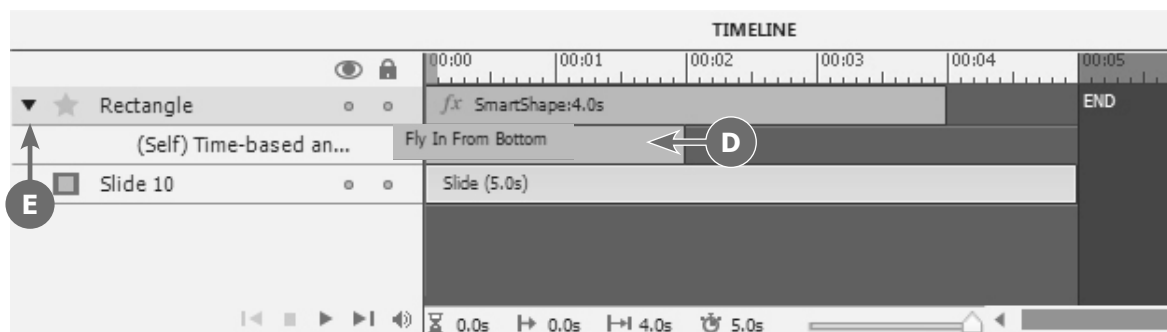 TIMELINE
00:00 00:01 00:02 00:03 00:04 00:05
Rectangle fx SmartShape:4.0s END
(Self) Time-based an... Fly In From Bottom D
E Slide 10 Slide (5.0s)
0.0s 0.0s 4.0s 5.0s